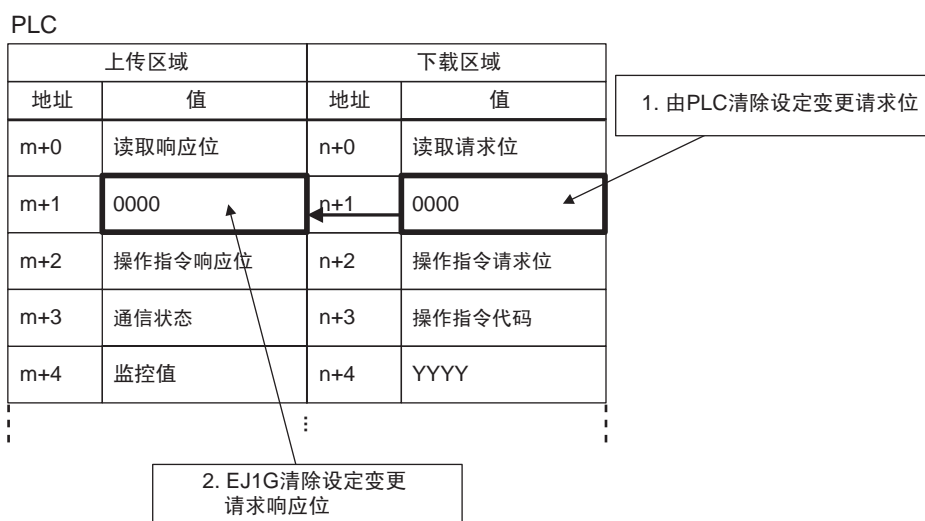 PLC
上传区域 下载区域
地址 值 地址 值
1. 由PLC清除设定变更请求位
m+0 读取响应位 n+0 读取请求位
m+1 0000 n+1 0000
m+2 操作指令响应位 n+2 操作指令请求位
m+3 通信状态 n+3 操作指令代码
m+4 监控值 n+4 YYYY
...
2. EJ1G清除设定变更
请求响应位